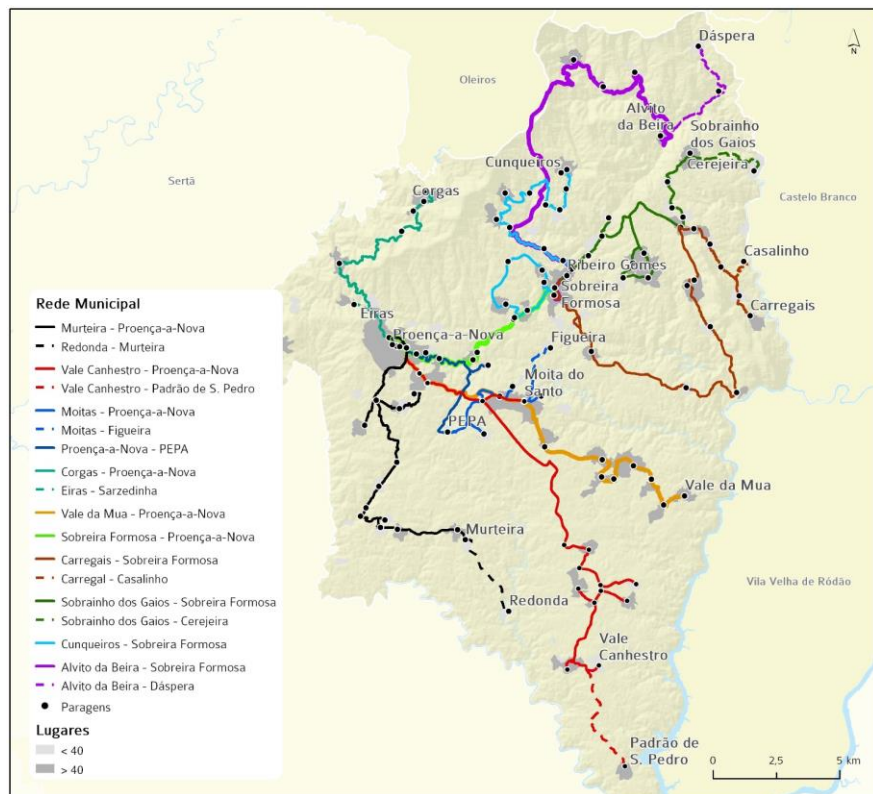 Dáspera
N
Oleiros
Alvito
da Beira
Sobrainho
dos Gaios
Cunqueiros
Cerejeira
Sertã
Corgas
Castelo Branco
Casalinho
Ribeiro Gomes
Sobreira
Formosa
Carregais
Eiras
Proença-a-Nova
Figueira
Moita do
Santo
PEPA
Vale da Mua
Murteira
Vila Velha de Ródão
Redonda
Vale
Canhestro
Padrão de
S. Pedro
0 2,5 5 km
Rede Municipal
Murteira - Proença-a-Nova
Redonda - Murteira
Vale Canhestro - Proença-a-Nova
Vale Canhestro - Padrão de S. Pedro
Moitas - Proença-a-Nova
Moitas - Figueira
Proença-a-Nova - PEPA
Corgas - Proença-a-Nova
Eiras - Sarzedinha
Vale da Mua - Proença-a-Nova
Sobreira Formosa - Proença-a-Nova
Carregais - Sobreira Formosa
Carregal - Casalinho
Sobrainho dos Gaios - Sobreira Formosa
Sobrainho dos Gaios - Cerejeira
Cunqueiros - Sobreira Formosa
Alvito da Beira - Sobreira Formosa
Alvito da Beira - Dáspera
Paragens
Lugares
< 40
> 40